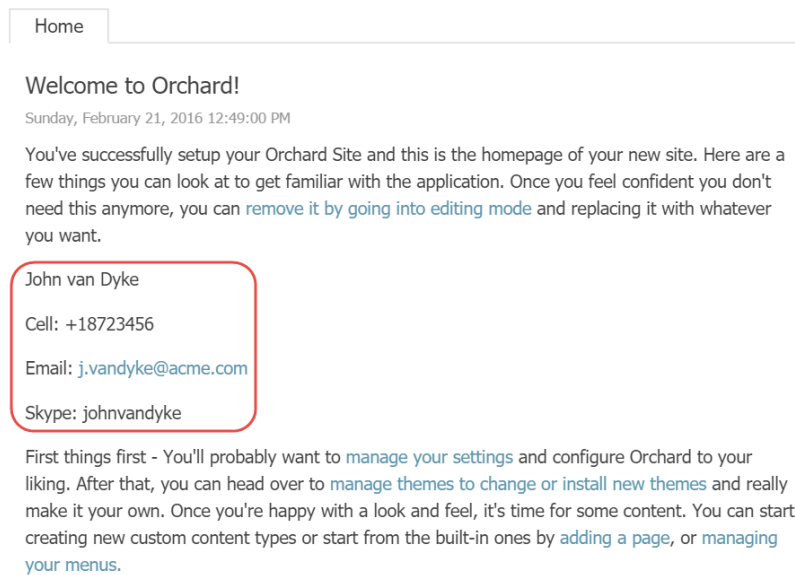 Home
Welcome to Orchard!
Sunday, February 21, 2016 12:49:00 PM
You've successfully setup your Orchard Site and this is the homepage of your new site. Here are a
few things you can look at to get familiar with the application. Once you feel confident you don't
need this anymore, you can remove it by going into editing mode and replacing it with whatever
you want.
John van Dyke
Cell: +18723456
Email: j.vandyke@acme.com
Skype: johnvandyke
First things first - You'll probably want to manage your settings and configure Orchard to your
liking. After that, you can head over to manage themes to change or install new themes and really
make it your own. Once you're happy with a look and feel, it's time for some content. You can start
creating new custom content types or start from the built-in ones by adding a page, or managing
your menus.